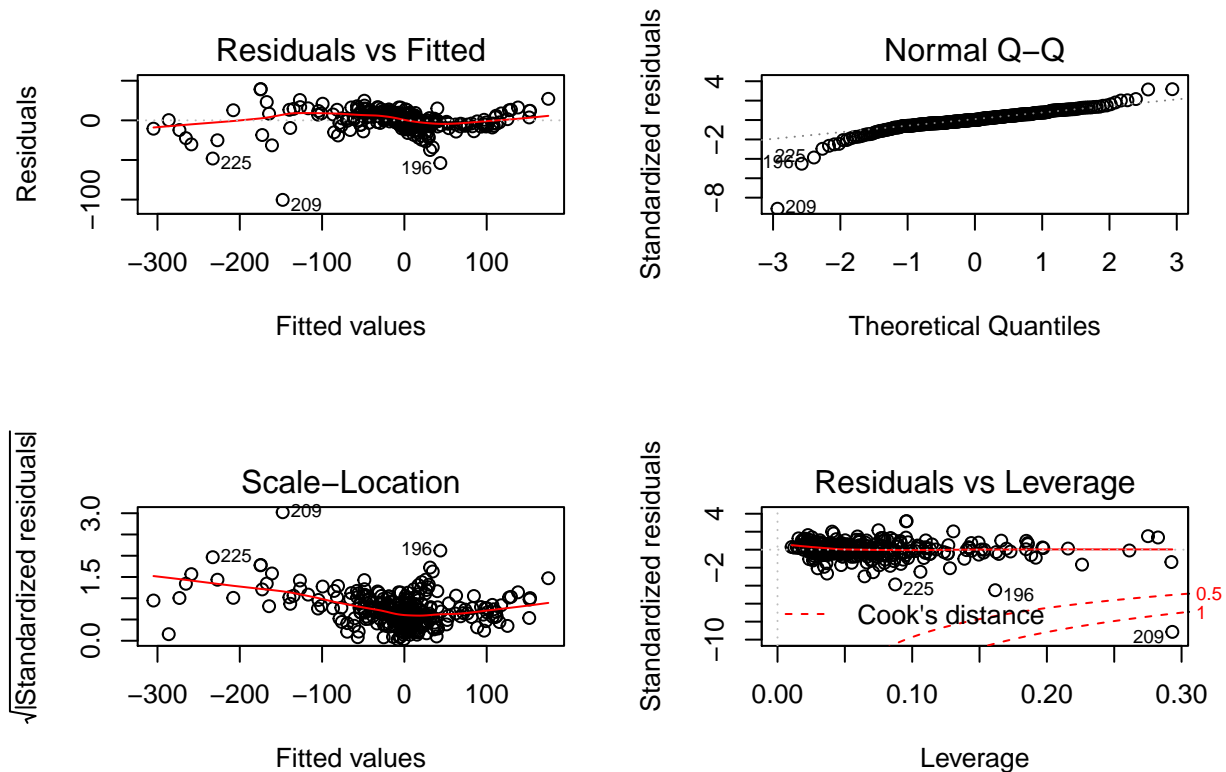 Residuals vs Fitted
Residuals
0
−100
225
196
209
−300 −200 −100 0 100
Fitted values
Normal Q−Q
Standardized residuals
4
−2
−8
225
196
209
−3 −2 −1 0 1 2 3
Theoretical Quantiles
Scale−Location
√|Standardized residuals|
3.0
1.5
0.0
209
225
196
−300 −200 −100 0 100
Fitted values
Residuals vs Leverage
Standardized residuals
4
−2
−10
225
196
0.5
Cook's distance
1
209
0.00 0.10 0.20 0.30
Leverage